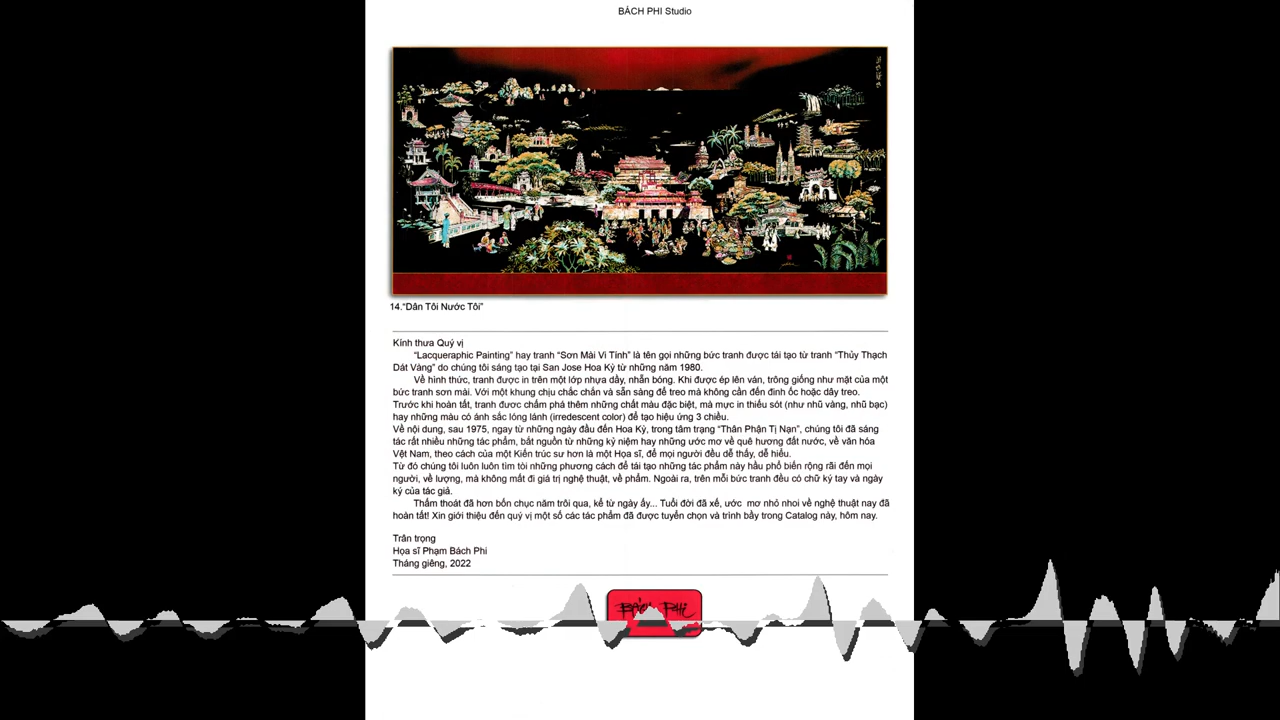 BÁCH PHI Studio
14.“Dân Tôi Nước Tôi”
Kính thưa Quý vị
“Lacqueraphic Painting” hay tranh “Sơn Mài Vi Tính” là tên gọi những bức tranh được tái tạo từ tranh “Thủy Thạch
Dát Vàng” do chúng tôi sáng tạo tại San Jose Hoa Kỳ từ những năm 1980.
Về hình thức, tranh được in trên một lớp nhựa dầy, nhẵn bóng. Khi được ép lên ván, trông giống như mặt của một
bức tranh sơn mài. Với một khung chịu chắc chắn và sẵn sàng để treo mà không cần đến đinh ốc hoặc dây treo.
Trước khi hoàn tất, tranh được chấm phá thêm những chất màu đặc biệt, mà mực in thiếu sót (như nhũ vàng, nhũ bạc)
hay những màu có ánh sắc lóng lánh (irredescent color) để tạo hiệu ứng 3 chiều.
Về nội dung, sau 1975, ngay từ những ngày đầu đến Hoa Kỳ, trong tâm trạng “Thân Phận Tị Nạn”, chúng tôi đã sáng
tác rất nhiều những tác phẩm, bắt nguồn từ những kỷ niệm hay những ước mơ về quê hương đất nước, về văn hóa
Vệt Nam, theo cách của một Kiến trúc sư hơn là một Họa sĩ, để mọi người đều dễ thấy, dễ hiểu.
Từ đó chúng tôi luôn luôn tìm tòi những phương cách để tái tạo những tác phẩm này hầu phổ biến rộng rãi đến mọi
người, về lượng, mà không mất đi giá trị nghệ thuật, về phẩm. Ngoài ra, trên mỗi bức tranh đều có chữ ký tay và ngày
ký của tác giả.
Thấm thoát đã hơn bốn chục năm trôi qua, kể từ ngày ấy... Tuổi đời đã xế, ước mơ nhỏ nhoi về nghệ thuật nay đã
hoàn tất! Xin giới thiệu đến quý vị một số các tác phẩm đã được tuyển chọn và trình bầy trong Catalog này, hôm nay.
Trân trọng
Họa sĩ Phạm Bách Phi
Tháng giêng, 2022
BÁCH PHI